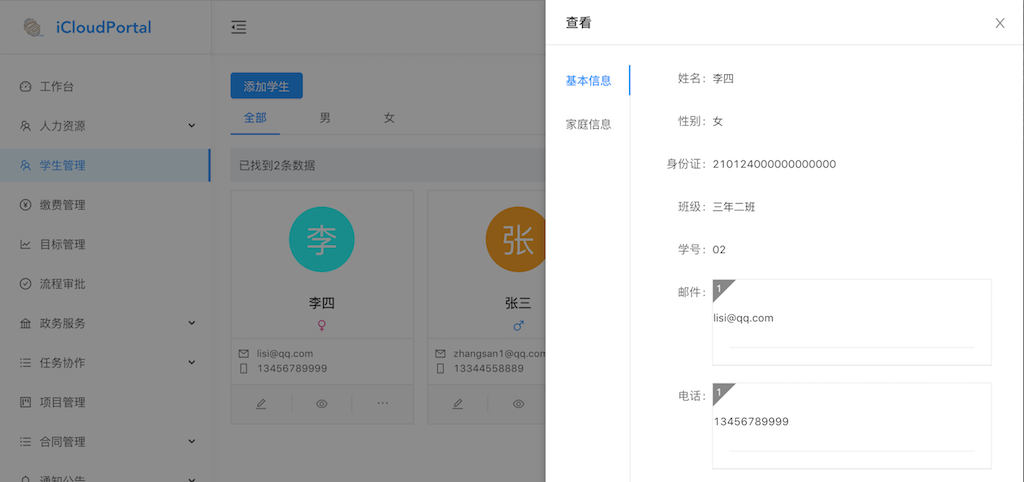 iCloudPortal
工作台
人力资源
学生管理
缴费管理
目标管理
流程审批
政务服务
任务协作
项目管理
合同管理
通知公告
添加学生
全部
男
女
已找到2条数据
李
李四
lisi@qq.com
13456789999
张
张三
zhangsan1@qq.com
13344558889
查看
基本信息
家庭信息
姓名: 李四
性别: 女
身份证: 210124000000000000
班级: 三年二班
学号: 02
邮件:
1
lisi@qq.com
电话:
1
13456789999